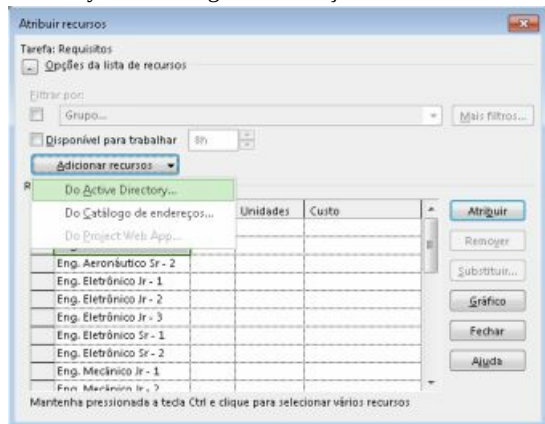 Atribuir recursos
Tarefa: Requisitos
Opções da lista de recursos
Filtrar por:
Grupo...
Mais filtros...
Disponível para trabalhar 8h
Adicionar recursos
Do Active Directory...
Do Catálogo de endereços...
Do Project Web App...
Unidades Custo
Atribuir
Remover
Substituir...
Gráfico
Fechar
Ajuda
Eng. Aeronáutico Sr - 2
Eng. Eletrônico Jr - 1
Eng. Eletrônico Jr - 2
Eng. Eletrônico Jr - 3
Eng. Eletrônico Sr - 1
Eng. Eletrônico Sr - 2
Eng. Mecânico Jr - 1
Eng. Mecânico Jr - 2
Mantenha pressionada a tecla Ctrl e clique para selecionar vários recursos